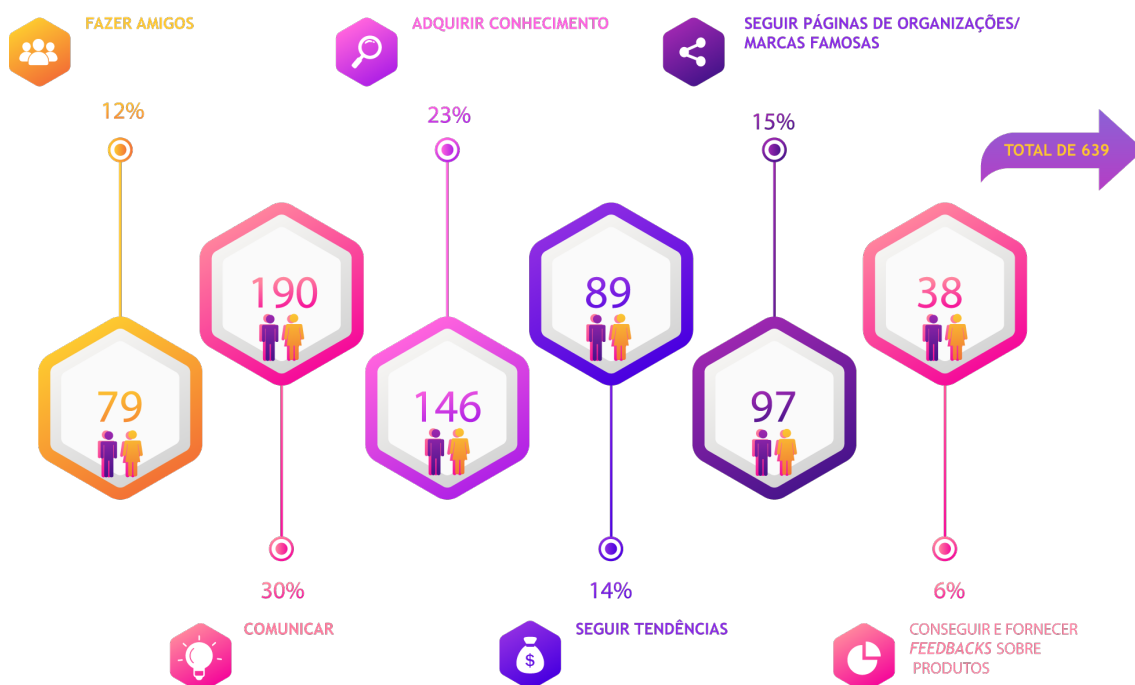 FAZER AMIGOS
ADQUIRIR CONHECIMENTO
SEGUIR PÁGINAS DE ORGANIZAÇÕES/
MARCAS FAMOSAS
12%
23%
15%
TOTAL DE 639
190
89
38
79
146
97
30%
14%
6%
COMUNICAR
SEGUIR TENDÊNCIAS
CONSEGUIR E FORNECER
FEEDBACKS SOBRE
PRODUTOS
$